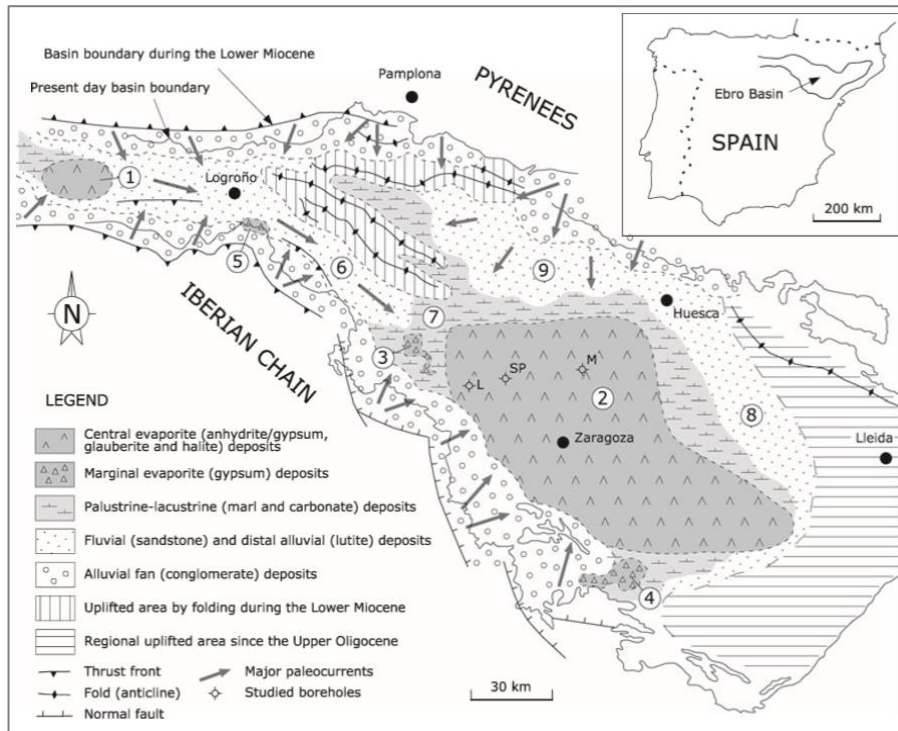 Basin boundary during the Lower Miocene
Present day basin boundary
Pamplona
PYRENEES
Ebro Basin
SPAIN
200 km
1
Logroño
5
6
9
Huesca
IBERIAN CHAIN
N
7
3
L
SP
M
2
8
Zaragoza
Lleida
4
LEGEND
Central evaporite (anhydrite/gypsum,
glauberite and halite) deposits
Marginal evaporite (gypsum) deposits
Palustrine-lacustrine (marl and carbonate) deposits
Fluvial (sandstone) and distal alluvial (lutite) deposits
Alluvial fan (conglomerate) deposits
Uplifted area by folding during the Lower Miocene
Regional uplifted area since the Upper Oligocene
Thrust front
Major paleocurrents
Fold (anticline)
Studied boreholes
Normal fault
30 km